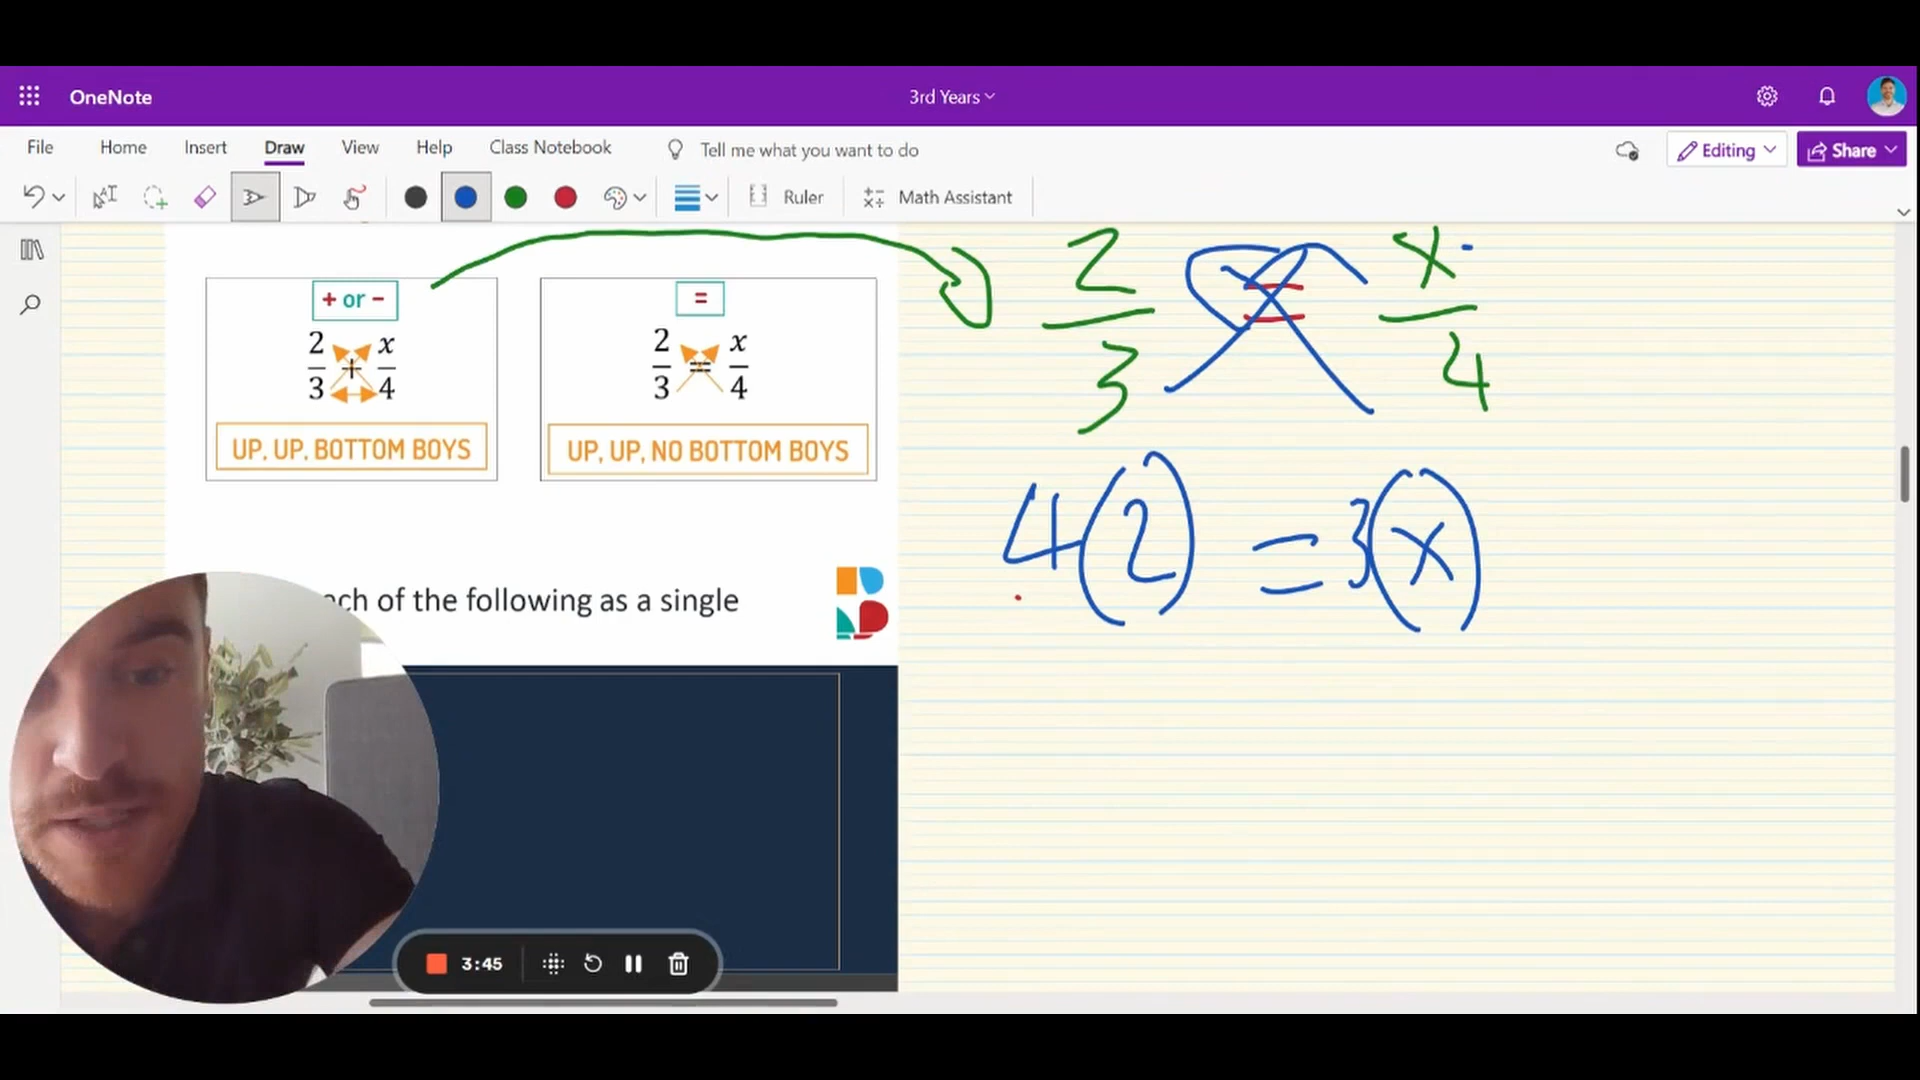 OneNote
3rd Years
File Home Insert Draw View Help Class Notebook Tell me what you want to do Editing Share
Ruler Math Assistant
+ or -
2/3 + x/4
UP, UP, BOTTOM BOYS
=
2/3 = x/4
UP, UP, NO BOTTOM BOYS
ch of the following as a single
3:45
2/3 = x/4
4(2) = 3(x)